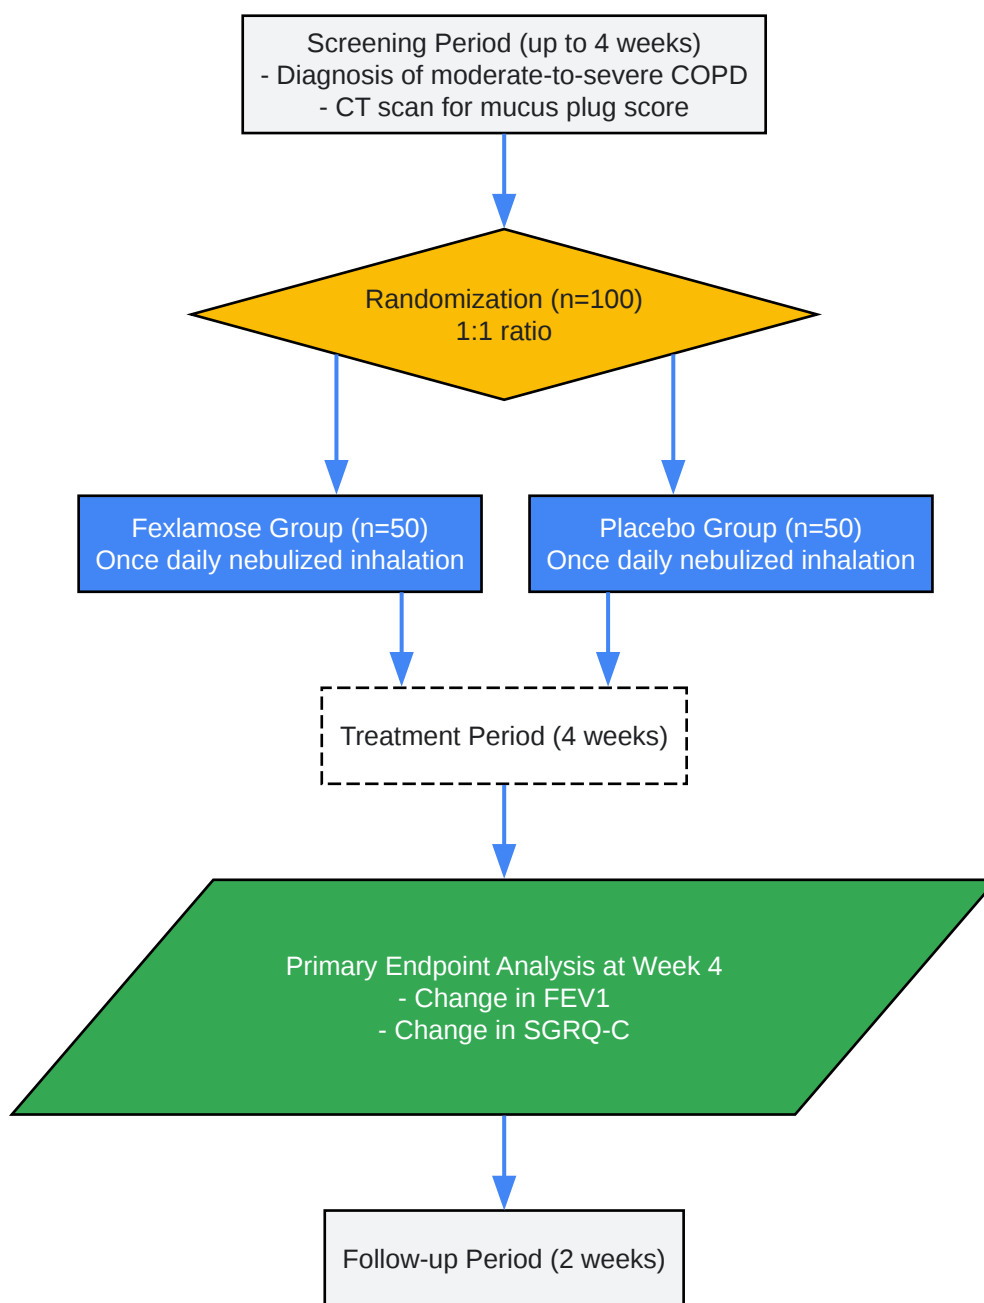 Screening Period (up to 4 weeks)
- Diagnosis of moderate-to-severe COPD
- CT scan for mucus plug score
Randomization (n=100)
1:1 ratio
Fexlamose Group (n=50)
Once daily nebulized inhalation
Placebo Group (n=50)
Once daily nebulized inhalation
Treatment Period (4 weeks)
Primary Endpoint Analysis at Week 4
- Change in FEV1
- Change in SGRQ-C
Follow-up Period (2 weeks)